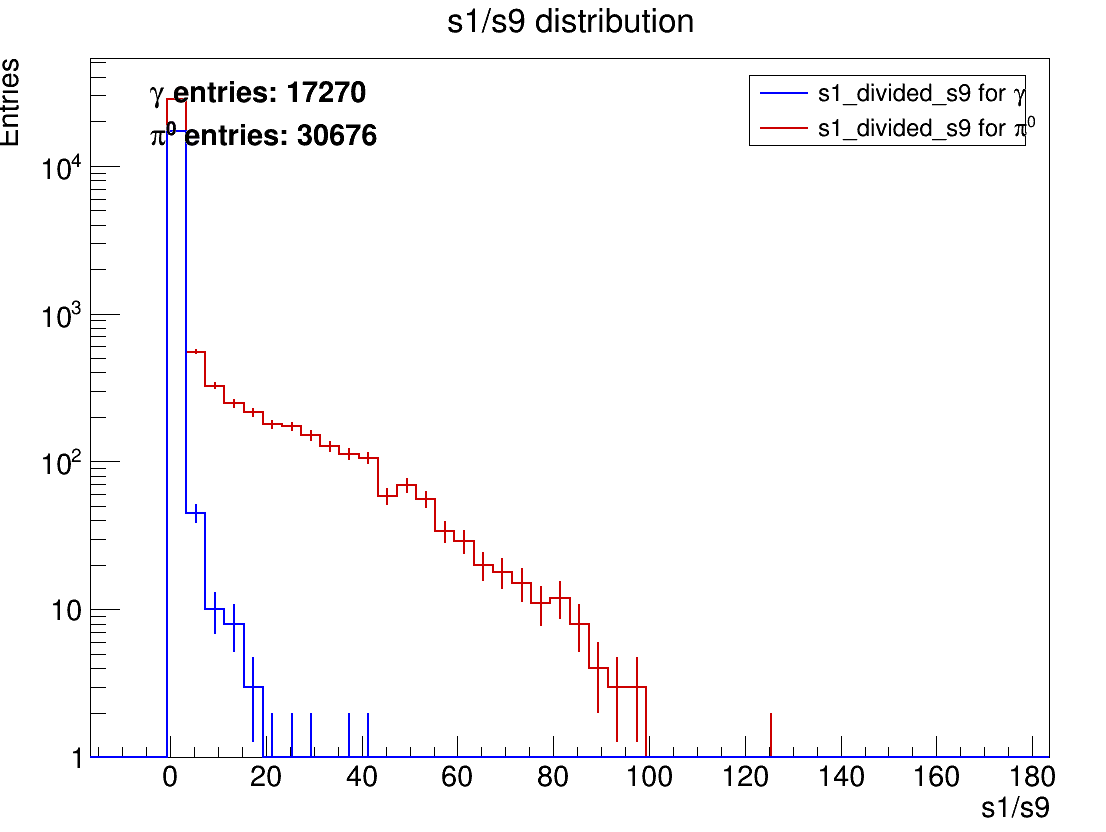 s1/s9 distribution
Entries
γ entries: 17270
π⁰ entries: 30676
s1_divided_s9 for γ
s1_divided_s9 for π⁰
10⁴
10³
10²
10
1
0 20 40 60 80 100 120 140 160 180
s1/s9